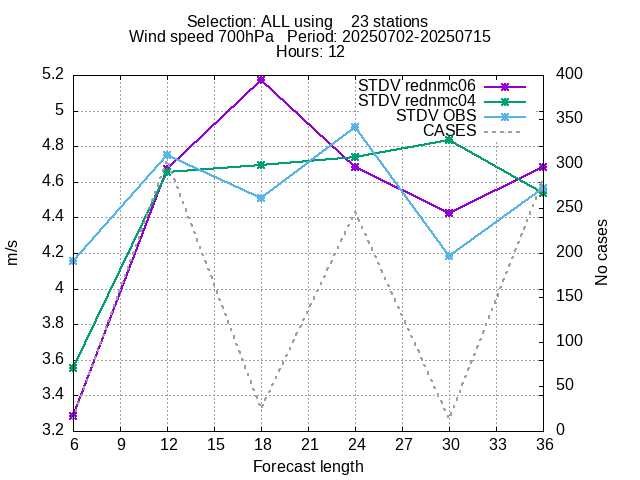 Selection: ALL using    23 stations
Wind speed 700hPa   Period: 20250702-20250715
Hours: 12
STDV rednmc06
STDV rednmc04
STDV OBS
CASES
5.2
5
4.8
4.6
4.4
4.2
4
3.8
3.6
3.4
3.2
m/s
400
350
300
250
200
150
100
50
0
No cases
6 9 12 15 18 21 24 27 30 33 36
Forecast length